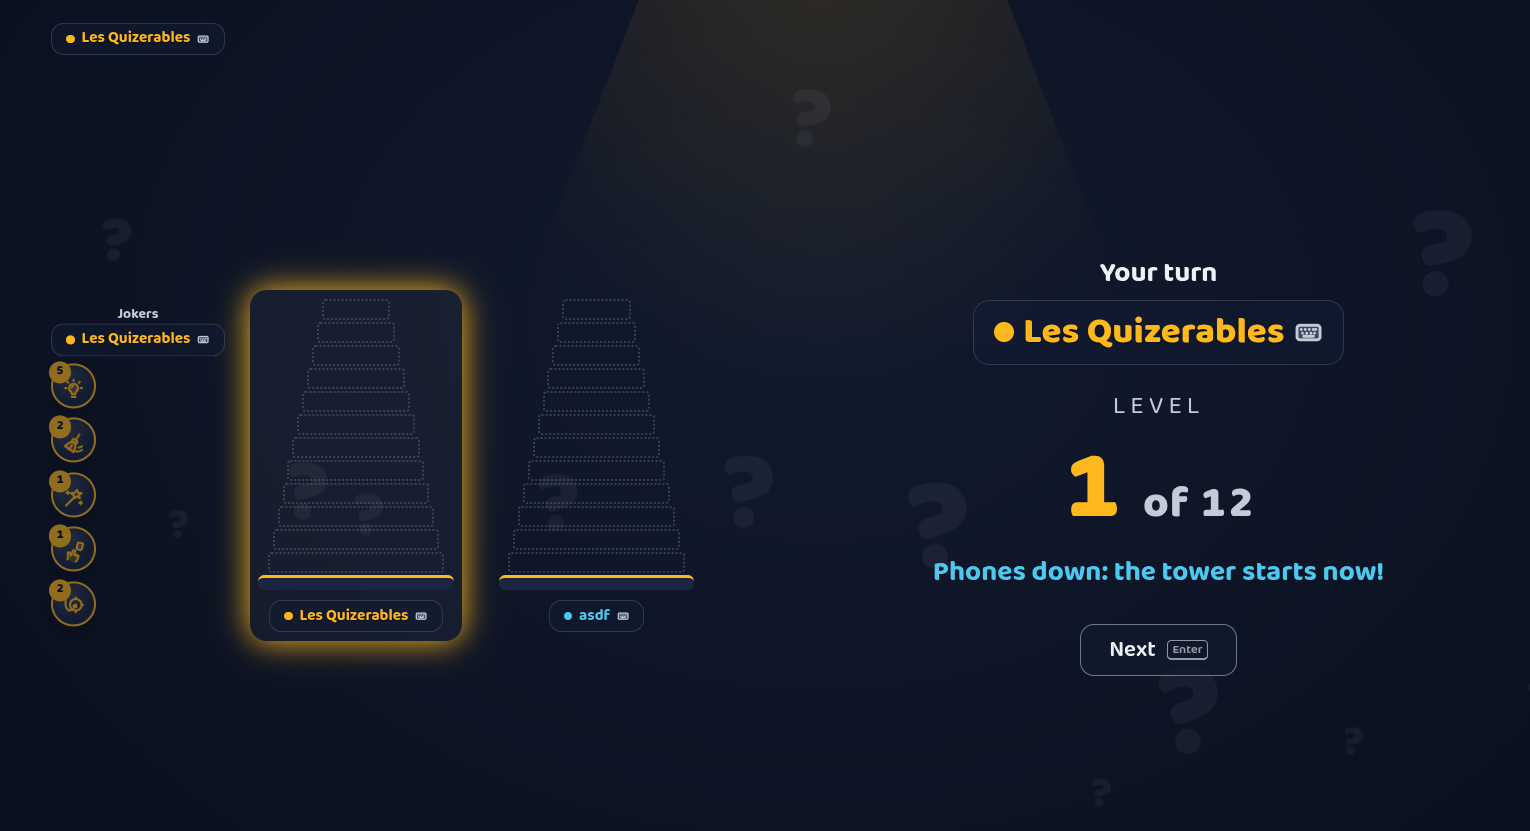 Les Quizerables
Jokers
Les Quizerables
5
2
1
1
2
Les Quizerables
asdf
Your turn
Les Quizerables
LEVEL
1 of 12
Phones down: the tower starts now!
Next Enter
? ? ? ? ? ? ? ? ? ? ? ?